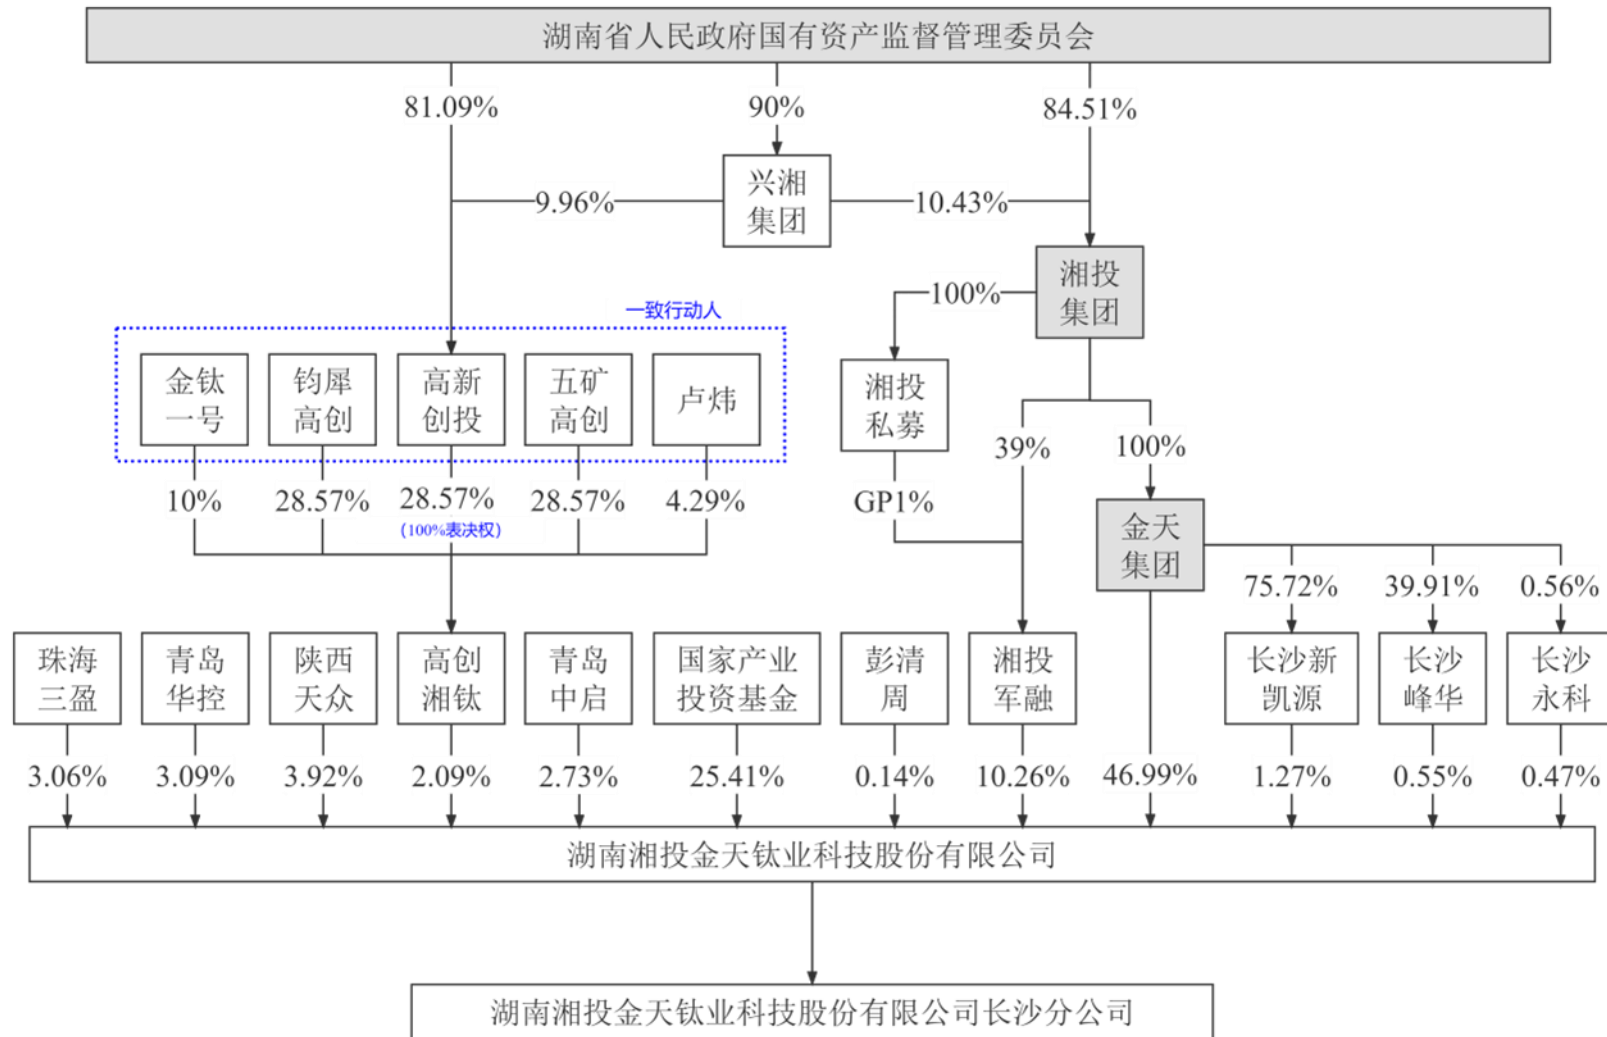 湖南省人民政府国有资产监督管理委员会
81.09%
90%
84.51%
兴湘
集团
9.96%
10.43%
湘投
集团
100%
一致行动人
金钛
一号
钧犀
高创
高新
创投
五矿
高创
卢炜
湘投
私募
39%
100%
10%
28.57%
28.57%
(100%表决权)
28.57%
4.29%
GP1%
金天
集团
75.72%
39.91%
0.56%
珠海
三盈
青岛
华控
陕西
天众
高创
湘钛
青岛
中启
国家产业
投资基金
彭清
周
湘投
军融
长沙新
凯源
长沙
峰华
长沙
永科
3.06%
3.09%
3.92%
2.09%
2.73%
25.41%
0.14%
10.26%
46.99%
1.27%
0.55%
0.47%
湖南湘投金天钛业科技股份有限公司
湖南湘投金天钛业科技股份有限公司长沙分公司